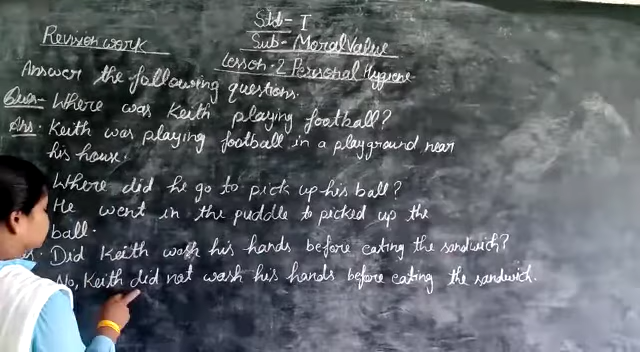 Std- I
Revision work
Sub- Moral Value
Lesson-2 Personal Hygiene
Answer the following questions.
Ques- Where was Keith playing football?
Ans. Keith was playing football in a playground near
his house.
Where did he go to pick up his ball?
He went in the puddle to picked up the
ball.
Did Keith wash his hands before eating the sandwich?
No, Keith did not wash his hands before eating the sandwich.